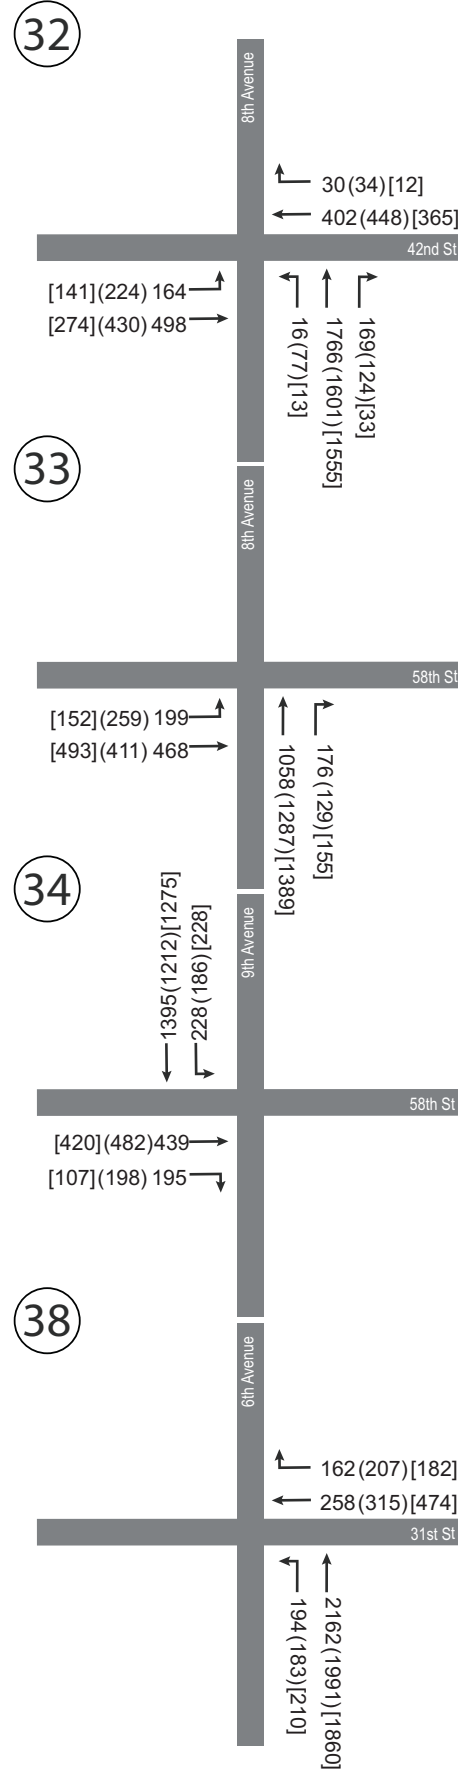 32
8th Avenue
30(34)[12]
402(448)[365]
42nd St
[141](224) 164
[274](430) 498
16(77)[13]
1766(1601)[1555]
169(124)[33]
33
8th Avenue
58th St
[152](259) 199
[493](411) 468
1058(1287)[1389]
176(129)[155]
34
1395(1212)[1275]
228(186)[228]
9th Avenue
58th St
[420](482)439
[107](198) 195
38
6th Avenue
162(207)[182]
258(315)[474]
31st St
194(183)[210]
2162(1991)[1860]